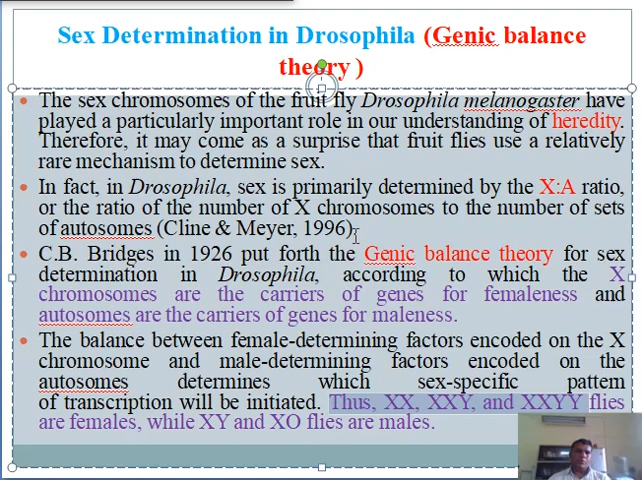 Sex Determination in Drosophila (Genic balance
theory )
• The sex chromosomes of the fruit fly Drosophila melanogaster have
played a particularly important role in our understanding of heredity.
Therefore, it may come as a surprise that fruit flies use a relatively
rare mechanism to determine sex.
• In fact, in Drosophila, sex is primarily determined by the X:A ratio,
or the ratio of the number of X chromosomes to the number of sets
of autosomes (Cline & Meyer, 1996).
• C.B. Bridges in 1926 put forth the Genic balance theory for sex
determination in Drosophila, according to which the X
chromosomes are the carriers of genes for femaleness and
autosomes are the carriers of genes for maleness.
• The balance between female-determining factors encoded on the X
chromosome and male-determining factors encoded on the
autosomes determines which sex-specific pattern
of transcription will be initiated. Thus, XX, XXY, and XXYY flies
are females, while XY and XO flies are males.